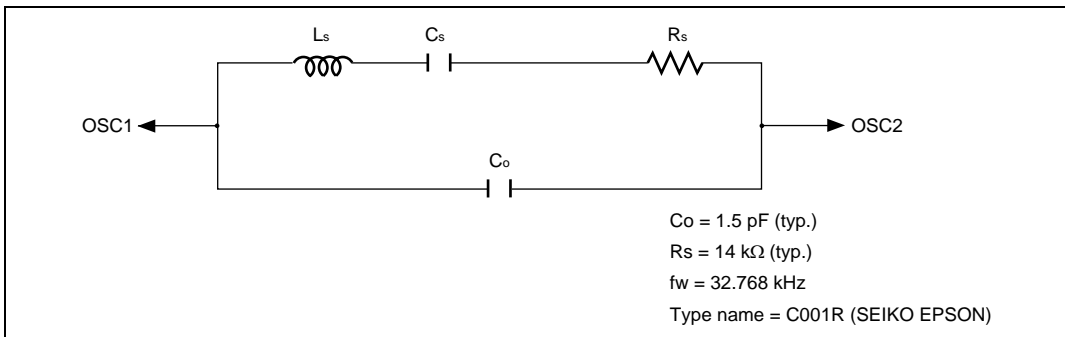 Ls Cs Rs
OSC1 OSC2
Co
Co = 1.5 pF (typ.)
Rs = 14 kΩ (typ.)
fw = 32.768 kHz
Type name = C001R (SEIKO EPSON)